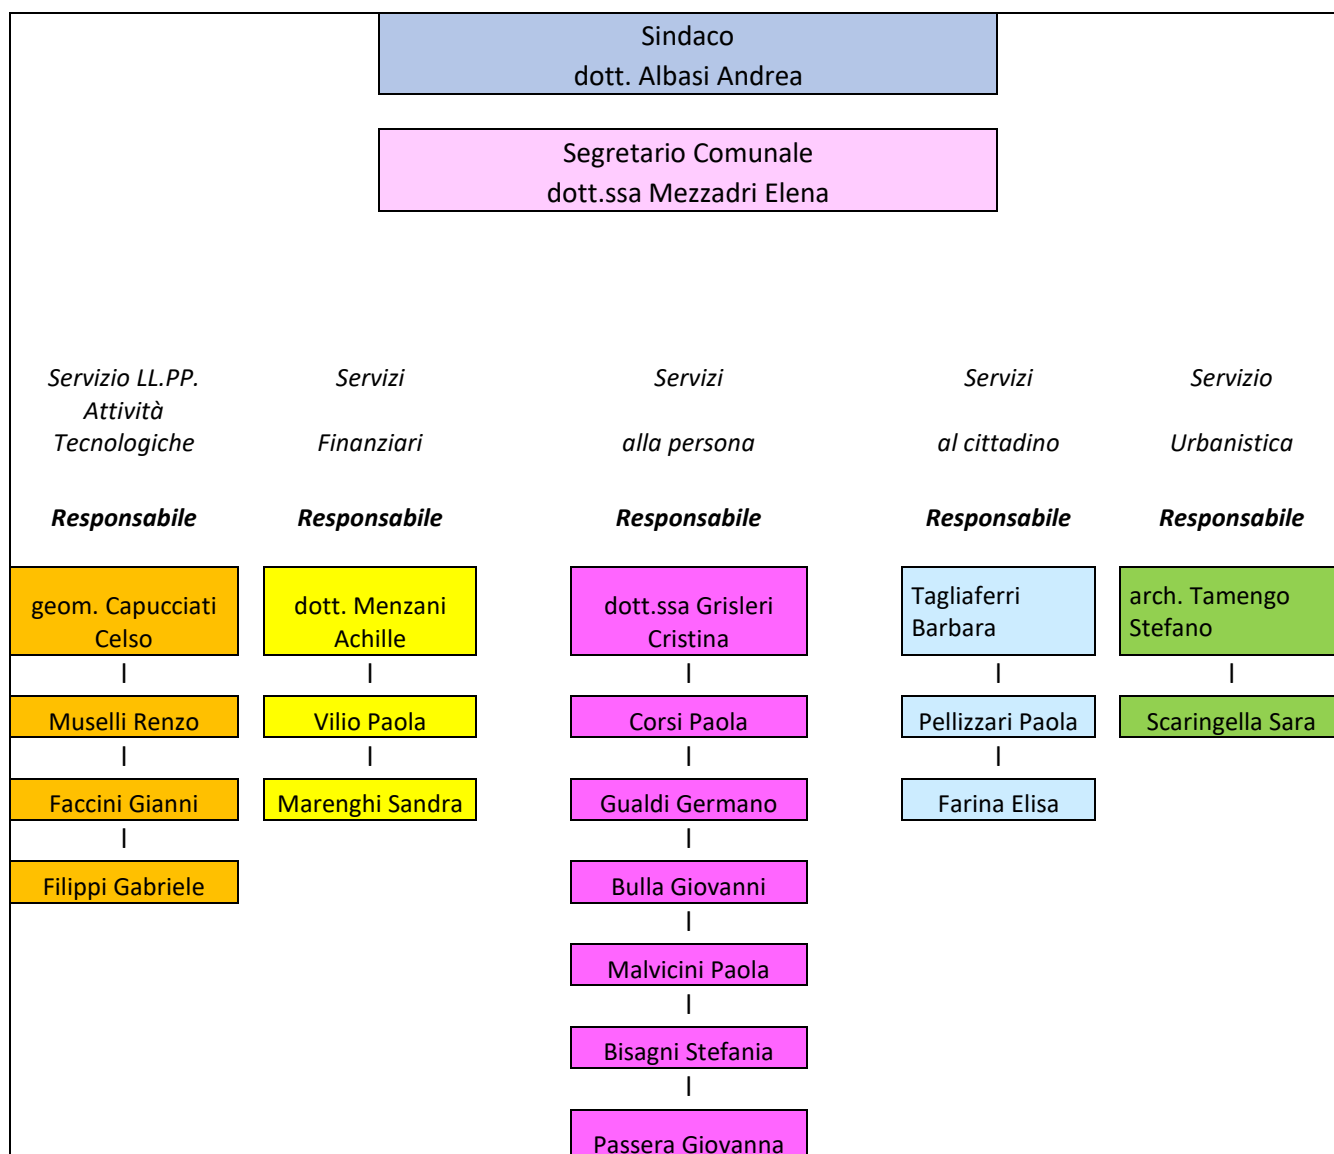 Sindaco
dott. Albasi Andrea
Segretario Comunale
dott.ssa Mezzadri Elena
Servizio LL.PP.
Attività
Tecnologiche
Responsabile
geom. Capucciati
Celso
Muselli Renzo
Faccini Gianni
Filippi Gabriele
Servizi
Finanziari
Responsabile
dott. Menzani
Achille
Vilio Paola
Marenghi Sandra
Servizi
alla persona
Responsabile
dott.ssa Grisleri
Cristina
Corsi Paola
Gualdi Germano
Bulla Giovanni
Malvicini Paola
Bisagni Stefania
Passera Giovanna
Servizi
al cittadino
Responsabile
Tagliaferri
Barbara
Pellizzari Paola
Farina Elisa
Servizio
Urbanistica
Responsabile
arch. Tamengo
Stefano
Scaringella Sara